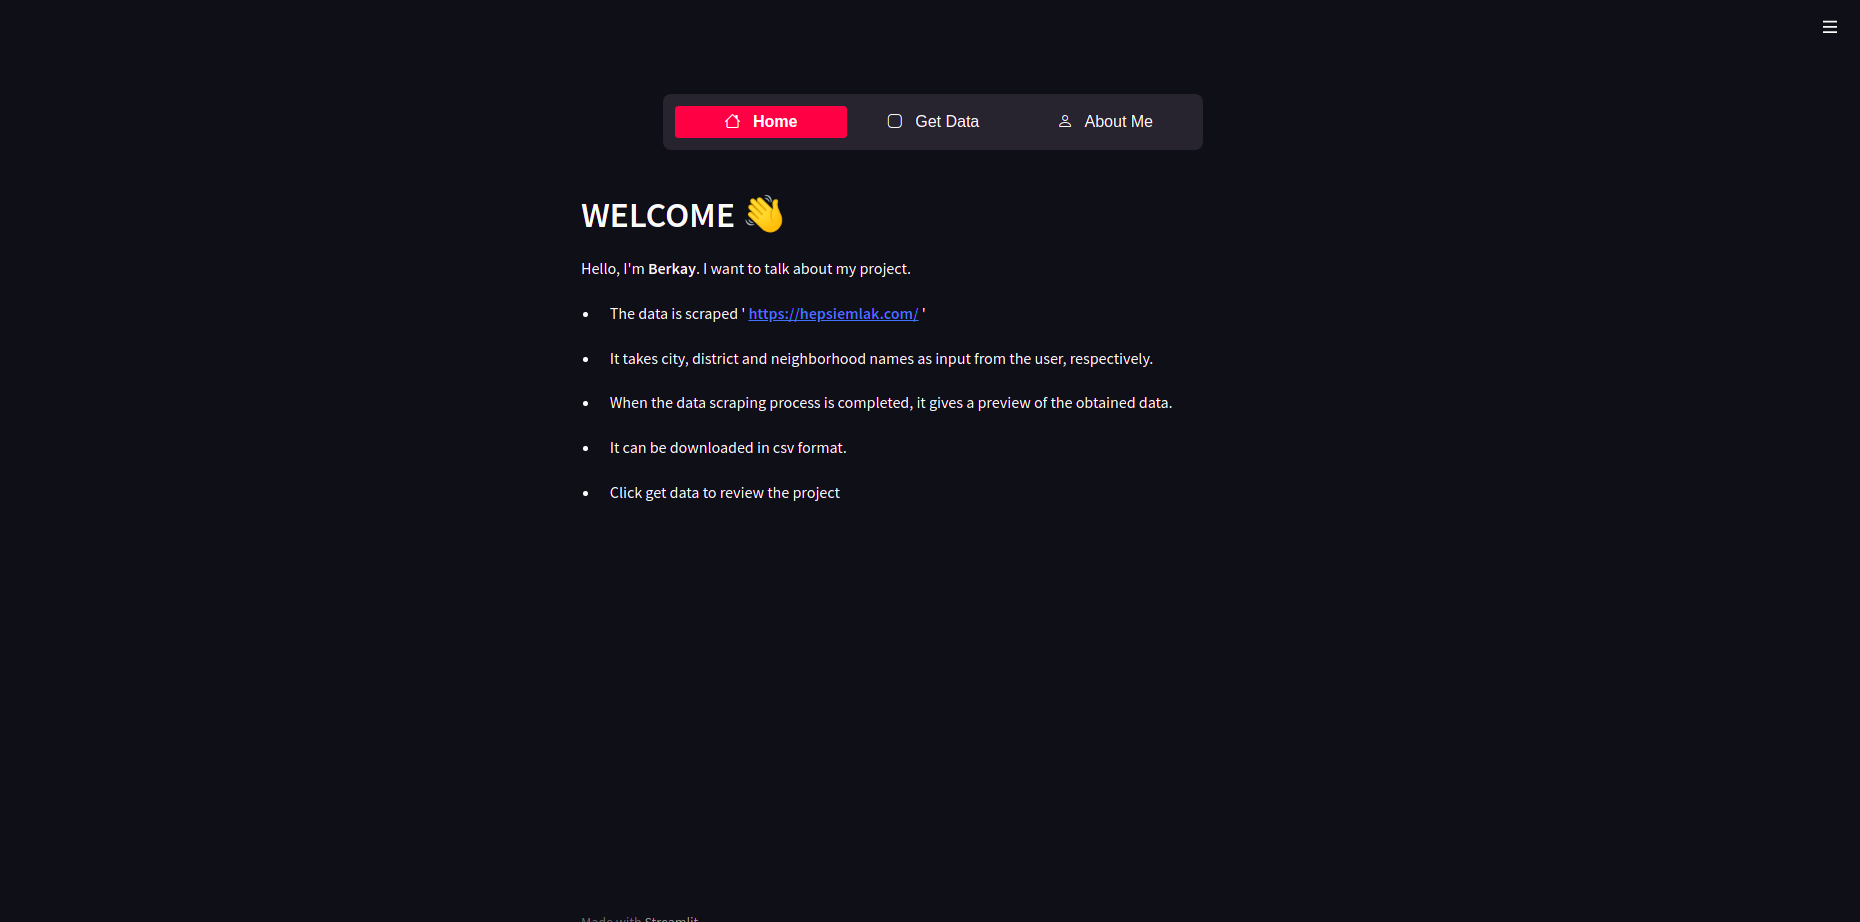 Home
Get Data
About Me
WELCOME 👋
Hello, I'm Berkay. I want to talk about my project.
The data is scraped ' https://hepsiemlak.com/ '
It takes city, district and neighborhood names as input from the user, respectively.
When the data scraping process is completed, it gives a preview of the obtained data.
It can be downloaded in csv format.
Click get data to review the project
Made with Streamlit